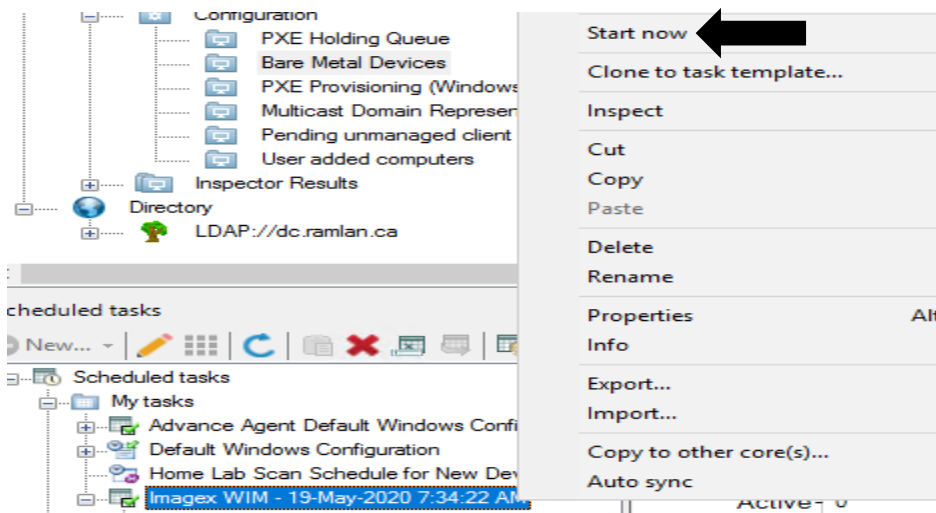 Configuration
PXE Holding Queue
Bare Metal Devices
PXE Provisioning (Windows
Multicast Domain Represen
Pending unmanaged client
User added computers
Inspector Results
Directory
LDAP://dc.ramlan.ca
cheduled tasks
New...
Scheduled tasks
My tasks
Advance Agent Default Windows Confi
Default Windows Configuration
Home Lab Scan Schedule for New Dev
Imagex WIM - 19-May-2020 7:34:22 AM
Start now
Clone to task template...
Inspect
Cut
Copy
Paste
Delete
Rename
Properties Alt
Info
Export...
Import...
Copy to other core(s)...
Auto sync
Active 0